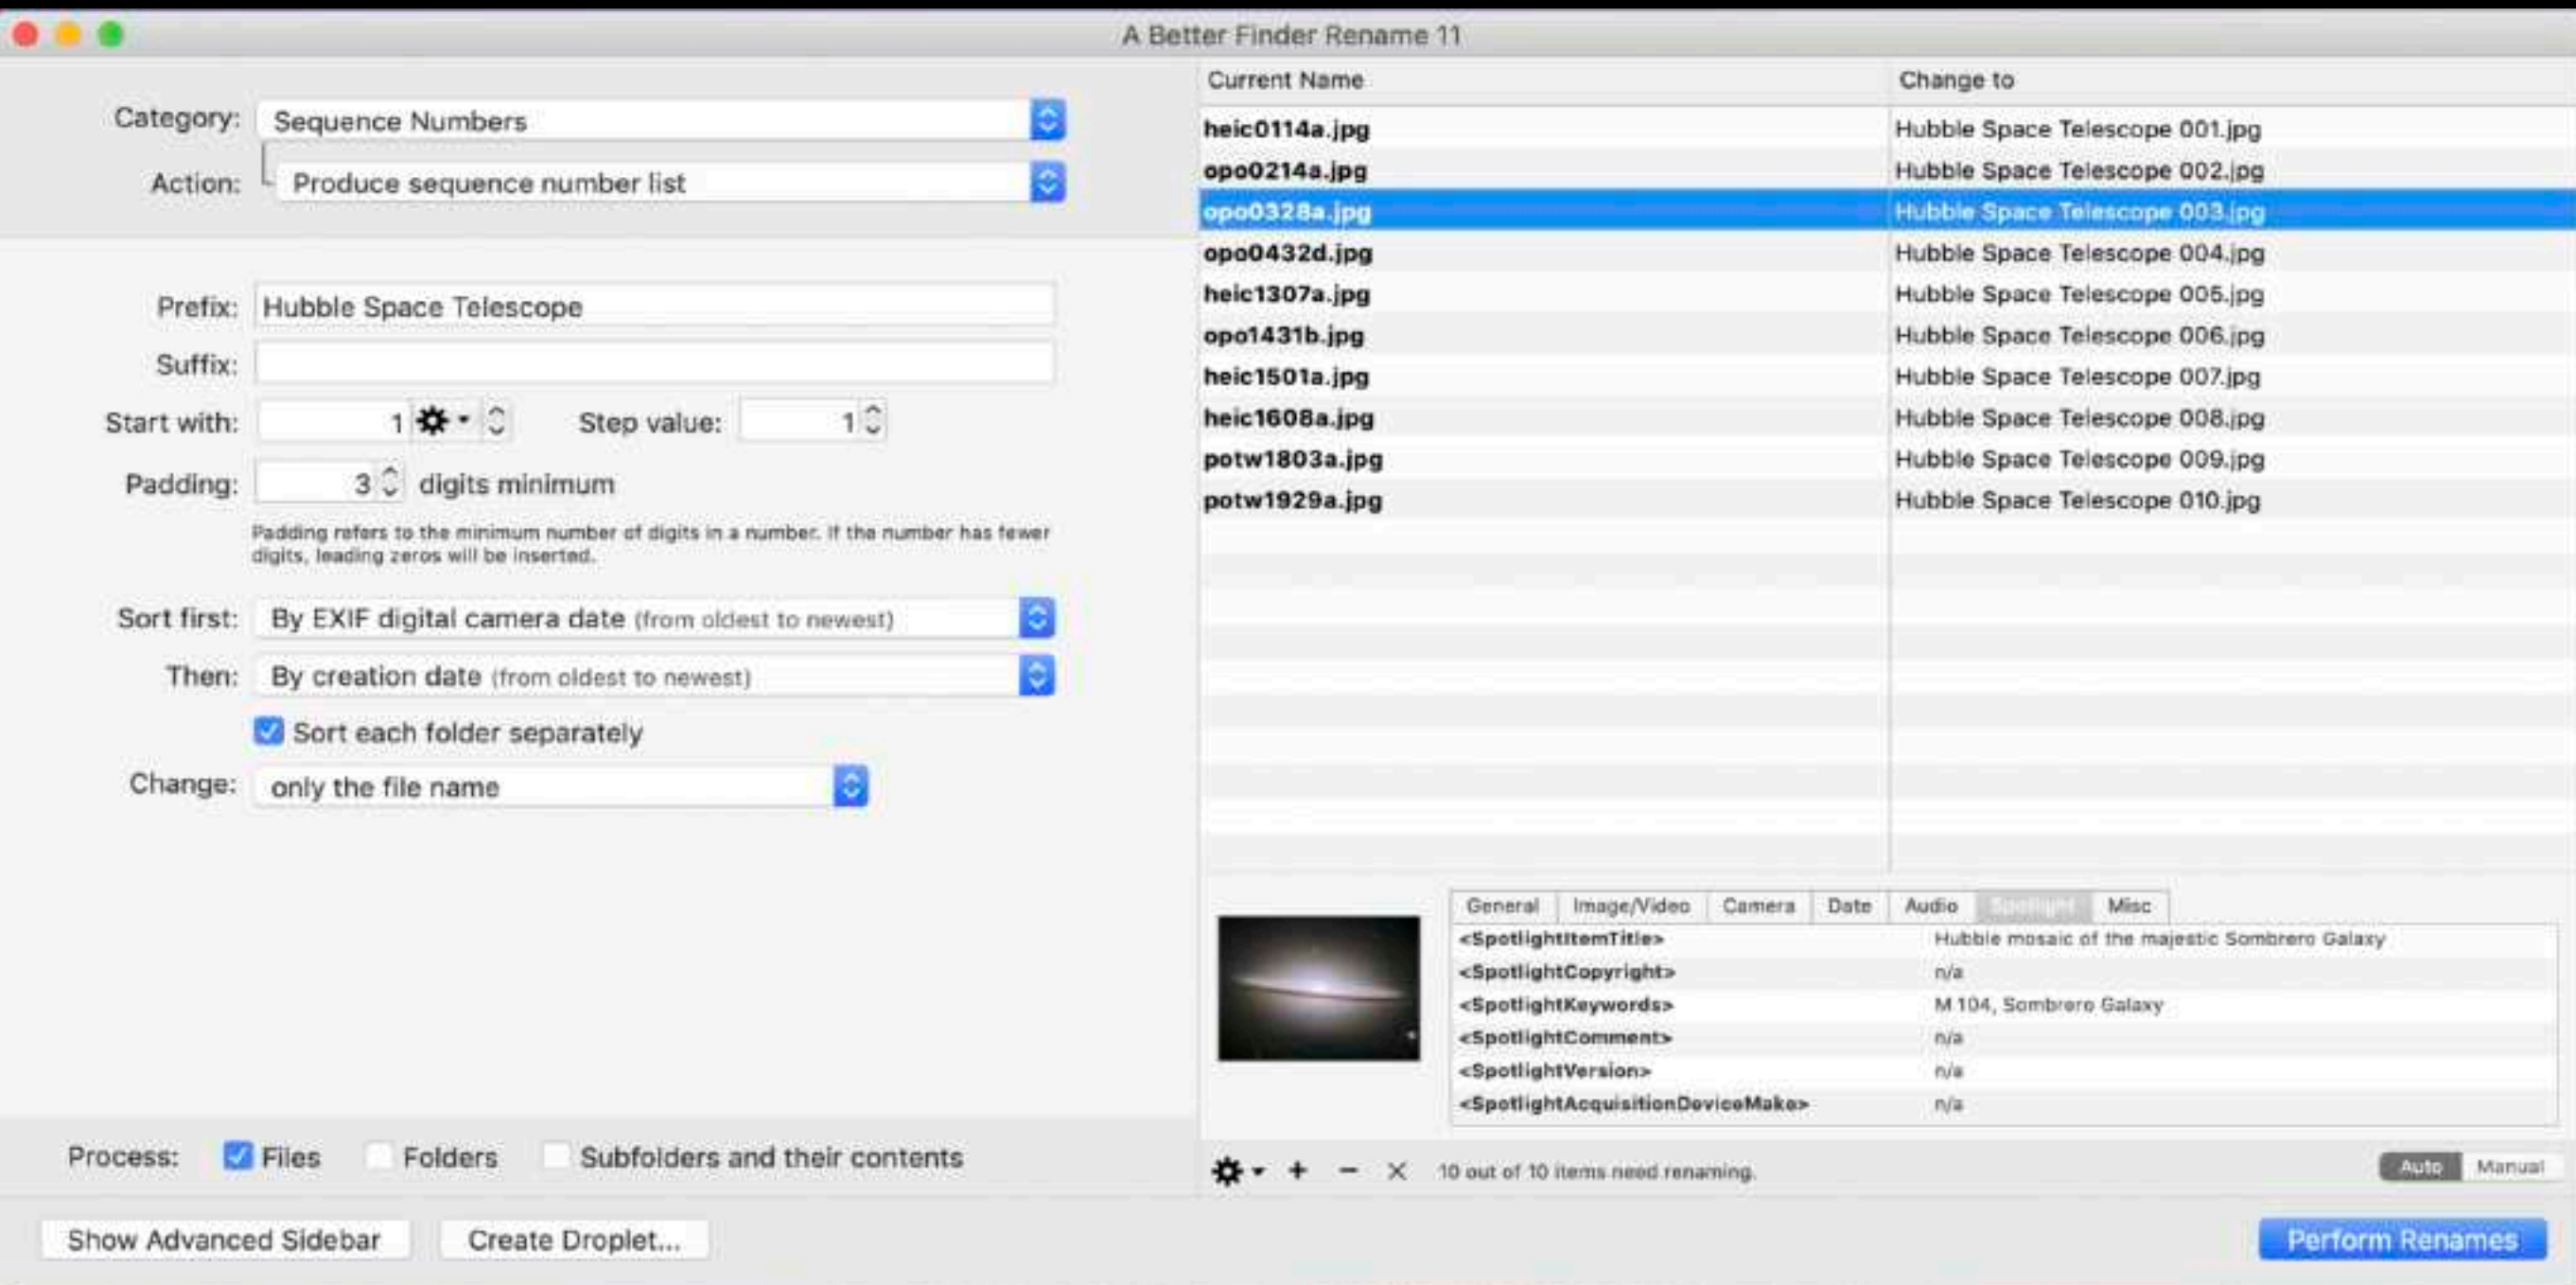 A Better Finder Rename 11
Category: Sequence Numbers
Action: Produce sequence number list
Prefix: Hubble Space Telescope
Suffix:
Start with: 1 Step value: 1
Padding: 3 digits minimum
Padding refers to the minimum number of digits in a number. If the number has fewer
digits, leading zeros will be inserted.
Sort first: By EXIF digital camera date (from oldest to newest)
Then: By creation date (from oldest to newest)
Sort each folder separately
Change: only the file name
Process: Files Folders Subfolders and their contents
Show Advanced Sidebar Create Droplet...
Current Name Change to
heic0114a.jpg Hubble Space Telescope 001.jpg
opo0214a.jpg Hubble Space Telescope 002.jpg
opo0328a.jpg Hubble Space Telescope 003.jpg
opo0432d.jpg Hubble Space Telescope 004.jpg
heic1307a.jpg Hubble Space Telescope 005.jpg
opo1431b.jpg Hubble Space Telescope 006.jpg
heic1501a.jpg Hubble Space Telescope 007.jpg
heic1608a.jpg Hubble Space Telescope 008.jpg
potw1803a.jpg Hubble Space Telescope 009.jpg
potw1929a.jpg Hubble Space Telescope 010.jpg
General Image/Video Camera Date Audio Spotlight Misc
<SpotlightItemTitle> Hubble mosaic of the majestic Sombrero Galaxy
<SpotlightCopyright> n/a
<SpotlightKeywords> M 104, Sombrero Galaxy
<SpotlightComment> n/a
<SpotlightVersion> n/a
<SpotlightAcquisitionDeviceMake> n/a
10 out of 10 items need renaming. Auto Manual
Perform Renames